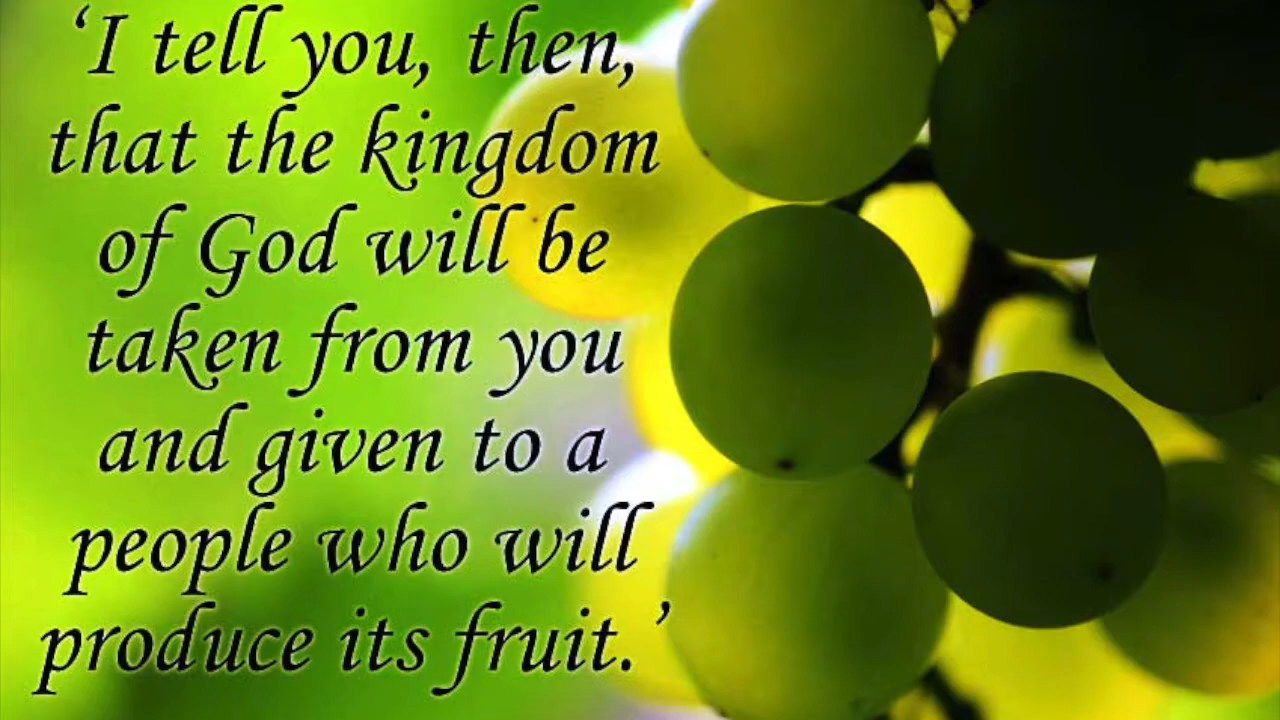 ‘I tell you, then,
that the kingdom
of God will be
taken from you
and given to a
people who will
produce its fruit.’